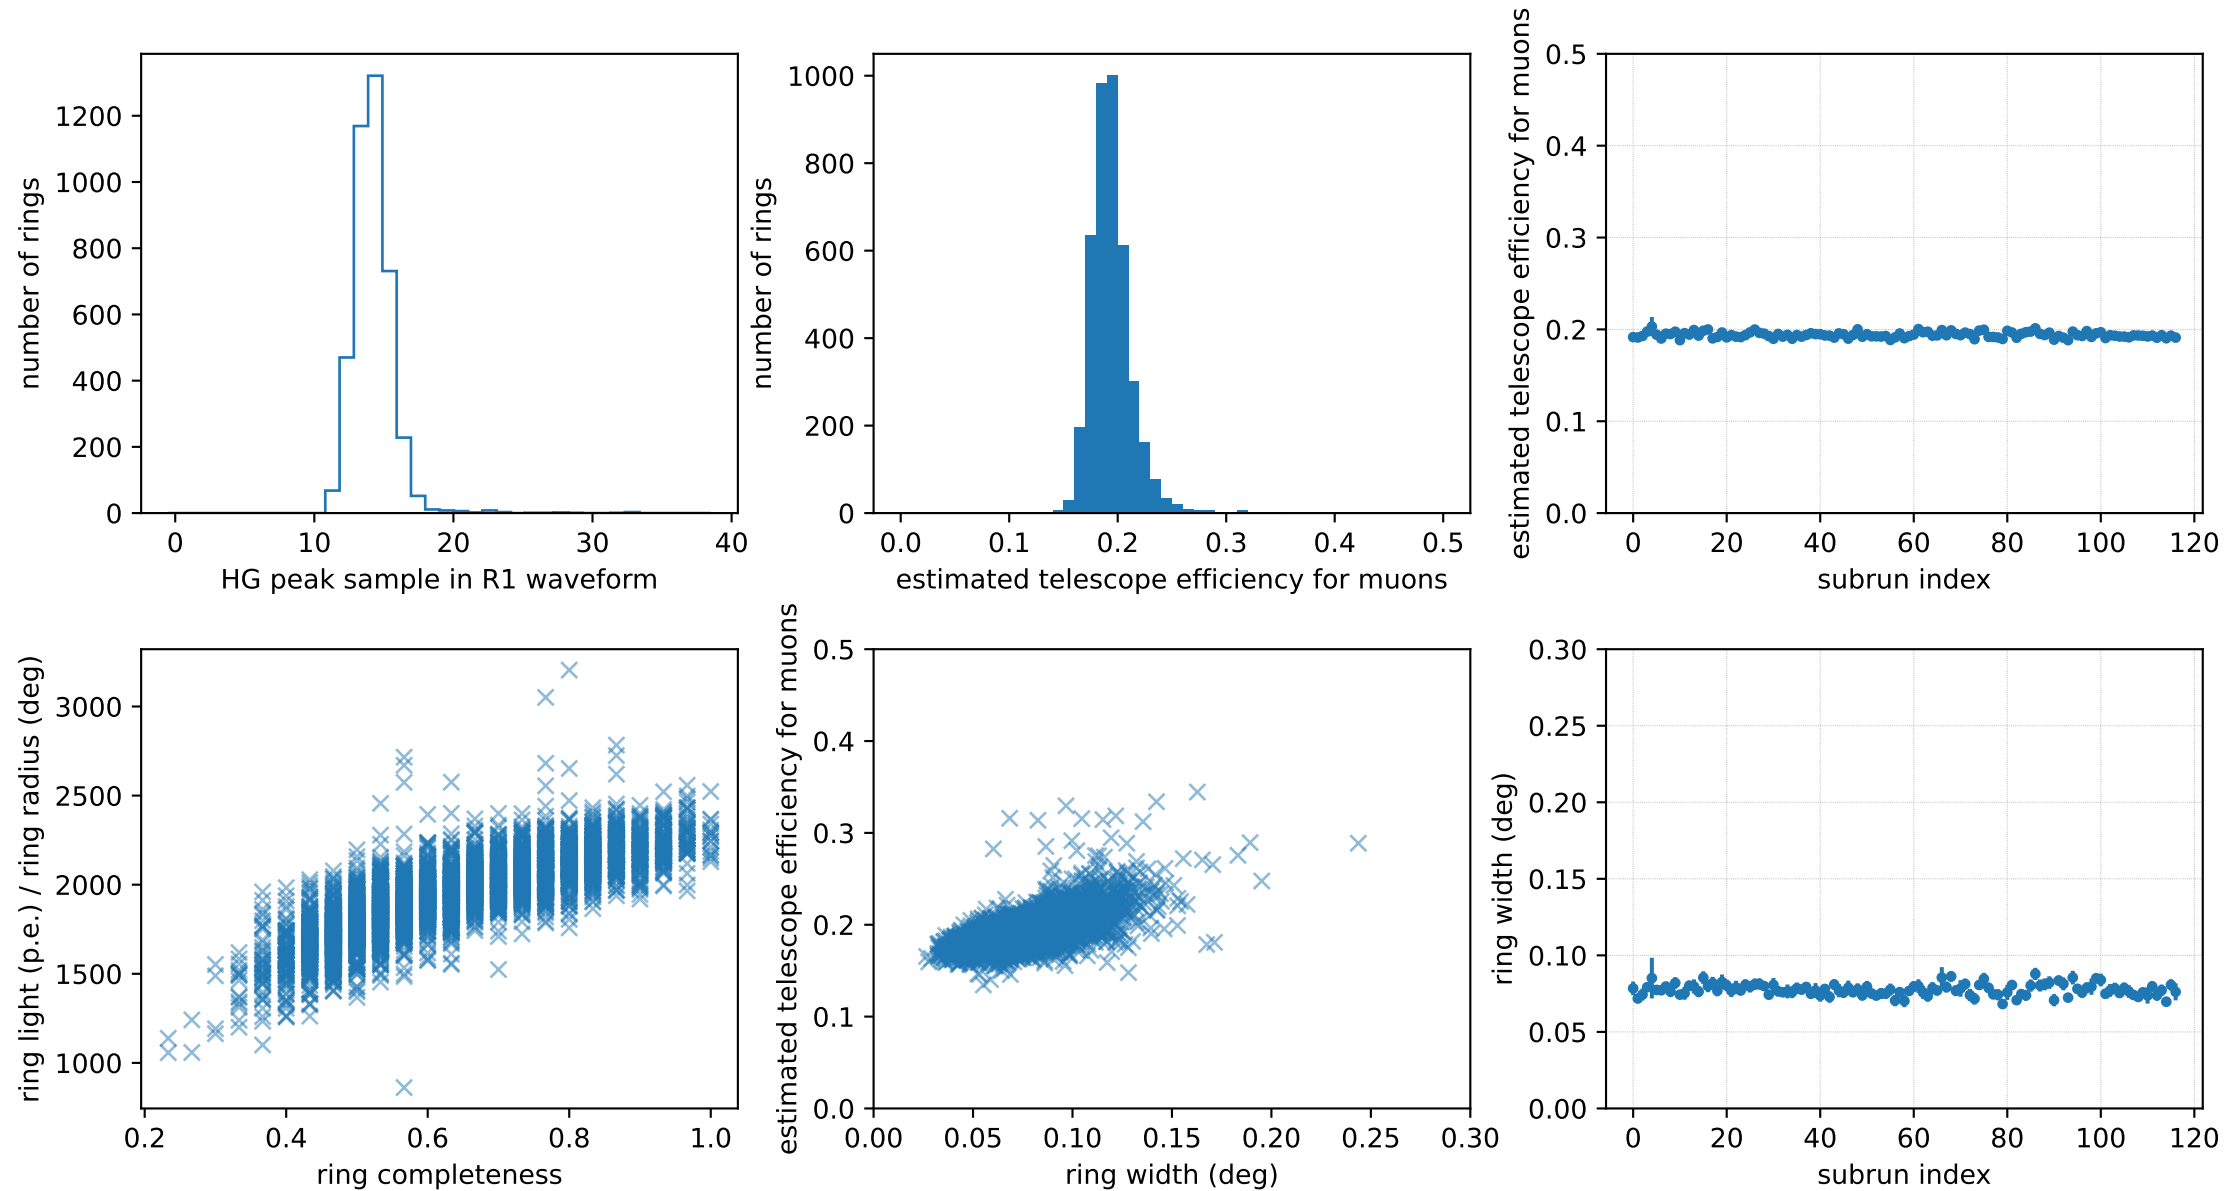 number of rings
1200
1000
800
600
400
200
0
0 10 20 30 40
HG peak sample in R1 waveform
number of rings
1000
800
600
400
200
0
0.0 0.1 0.2 0.3 0.4 0.5
estimated telescope efficiency for muons
estimated telescope efficiency for muons
0.5
0.4
0.3
0.2
0.1
0.0
0 20 40 60 80 100 120
subrun index
ring light (p.e.) / ring radius (deg)
3000
2500
2000
1500
1000
0.2 0.4 0.6 0.8 1.0
ring completeness
estimated telescope efficiency for muons
0.5
0.4
0.3
0.2
0.1
0.0
0.00 0.05 0.10 0.15 0.20 0.25 0.30
ring width (deg)
ring width (deg)
0.30
0.25
0.20
0.15
0.10
0.05
0.00
0 20 40 60 80 100 120
subrun index